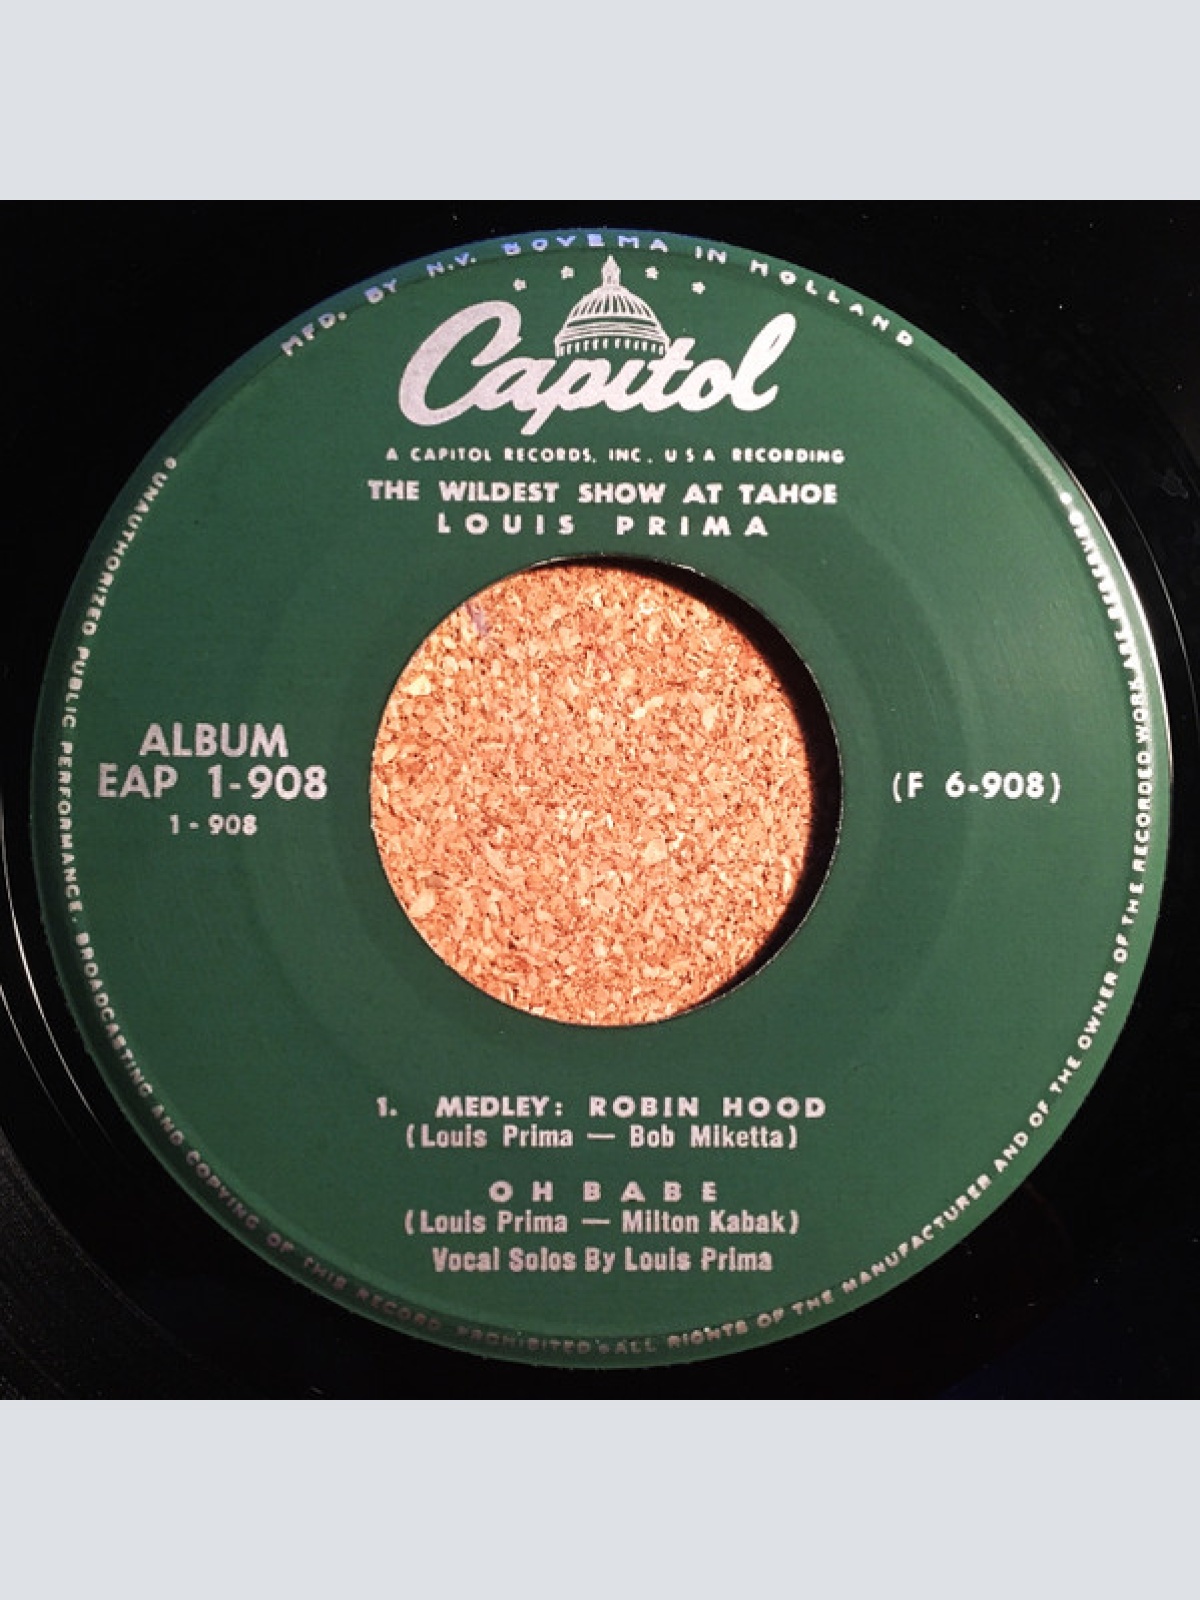 MFD. BY N.V. BOVEMA IN HOLLAND
Capitol
A CAPITOL RECORDS, INC., U S A RECORDING
THE WILDEST SHOW AT TAHOE
LOUIS PRIMA
ALBUM
EAP 1-908
1-908
(F 6-908)
1. MEDLEY: ROBIN HOOD
(Louis Prima — Bob Miketta)
OH BABE
(Louis Prima — Milton Kabak)
Vocal Solos By Louis Prima
UNAUTHORIZED PUBLIC PERFORMANCE, BROADCASTING AND COPYING OF THIS RECORD PROHIBITED • ALL RIGHTS OF THE MANUFACTURER AND OF THE OWNER OF THE RECORDED WORK ARE RESERVED •